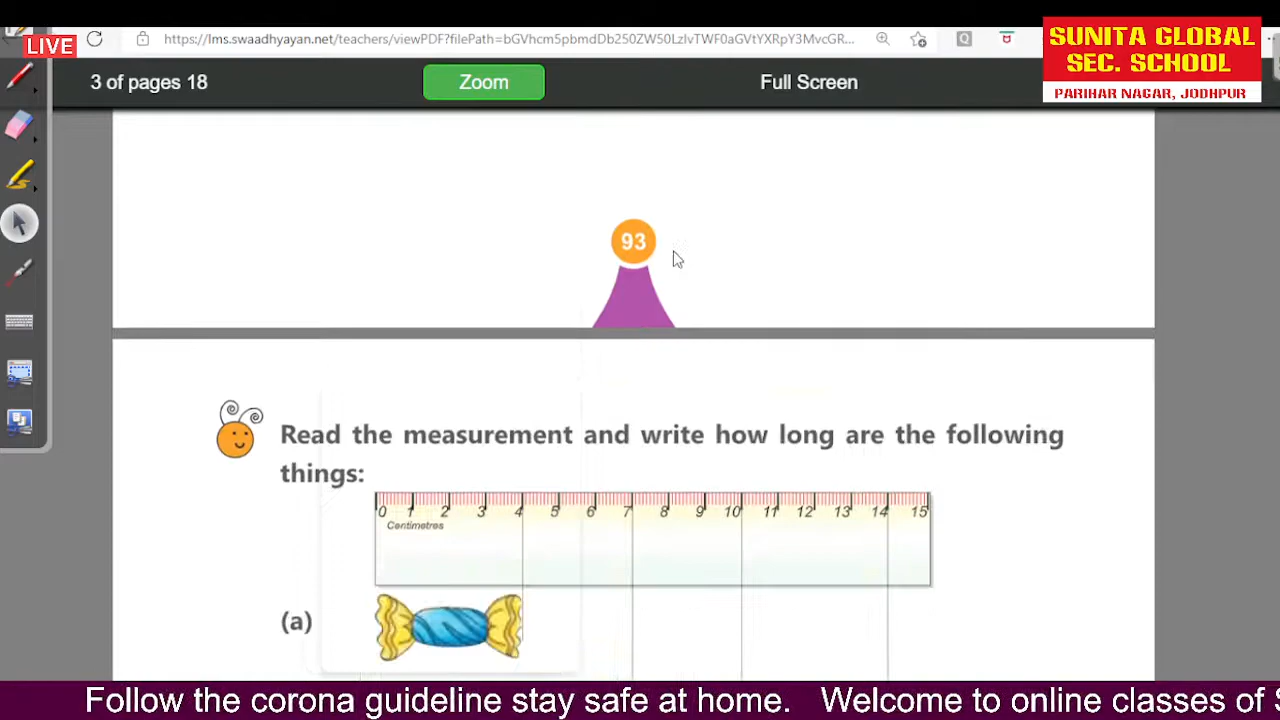 LIVE
https://lms.swaadhyayan.net/teachers/viewPDF?filePath=bGVhcm5pbmdDb250ZW50LzIvTWF0aGVtYXRpY3MvcGR...
SUNITA GLOBAL
SEC. SCHOOL
PARIHAR NAGAR, JODHPUR
3 of pages 18
Zoom
Full Screen
93
Read the measurement and write how long are the following
things:
0 1 2 3 4 5 6 7 8 9 10 11 12 13 14 15
Centimetres
(a)
Follow the corona guideline stay safe at home. Welcome to online classes of S